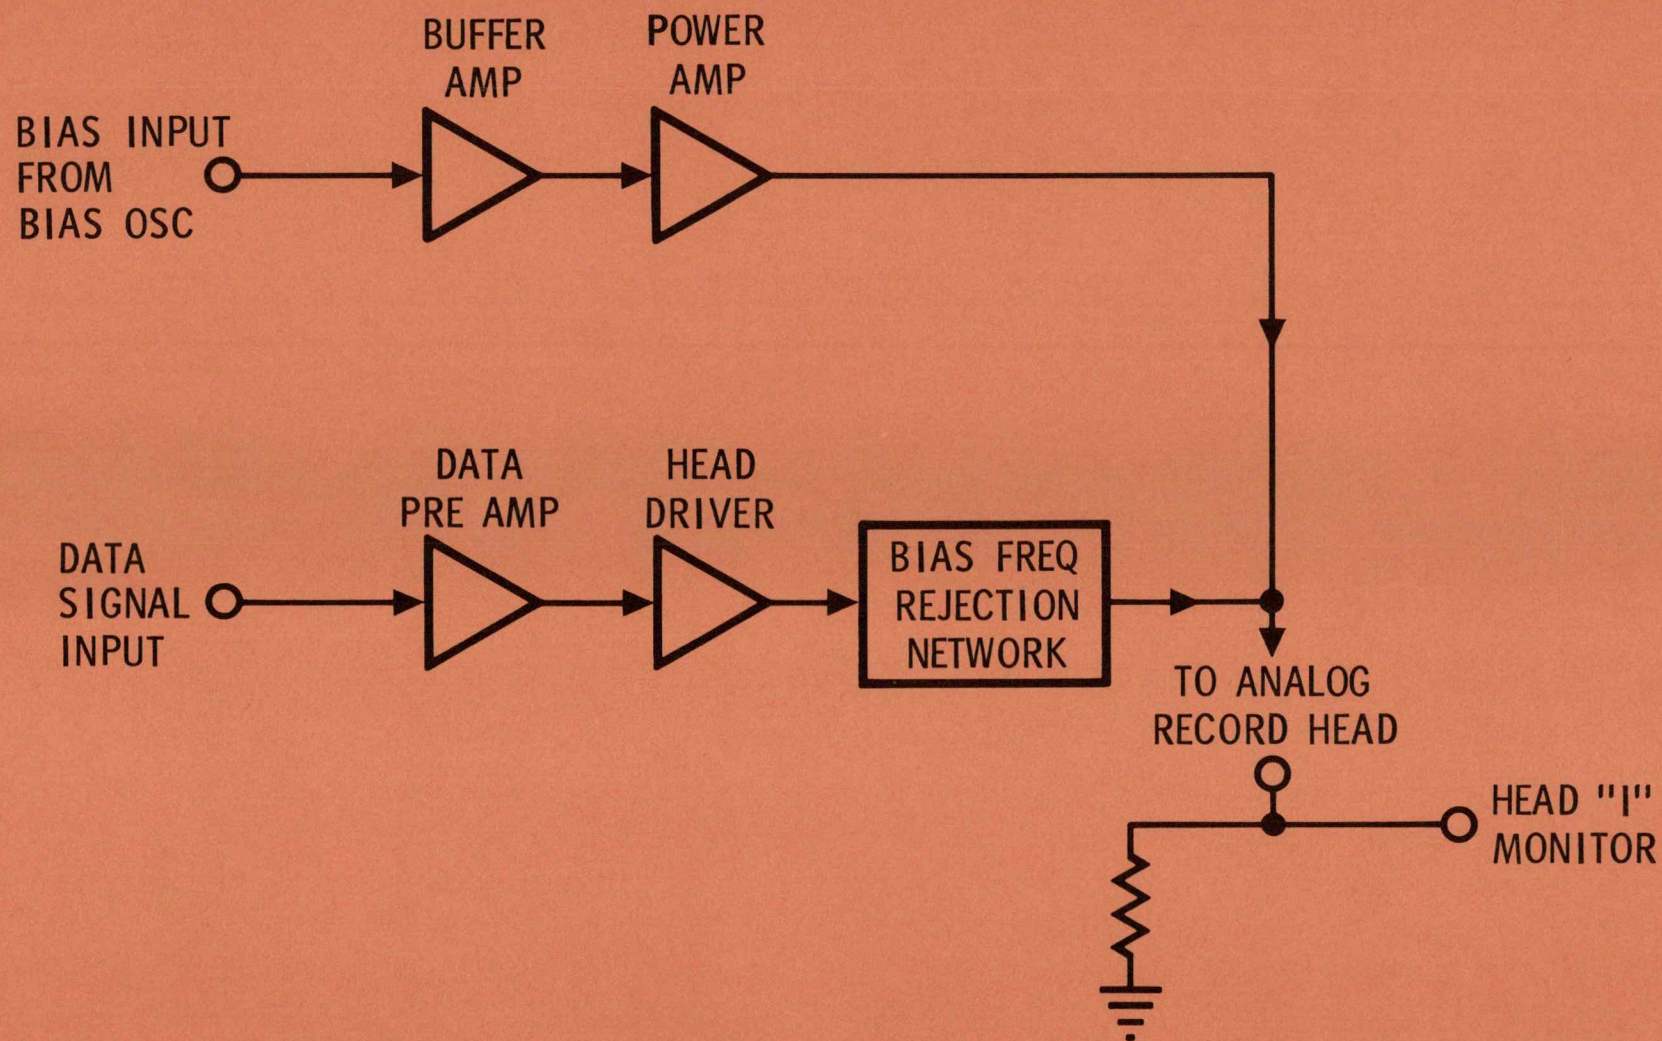 BUFFER
AMP
POWER
AMP
BIAS INPUT
FROM
BIAS OSC
DATA
PRE AMP
HEAD
DRIVER
DATA
SIGNAL
INPUT
BIAS FREQ
REJECTION
NETWORK
TO ANALOG
RECORD HEAD
HEAD "I"
MONITOR